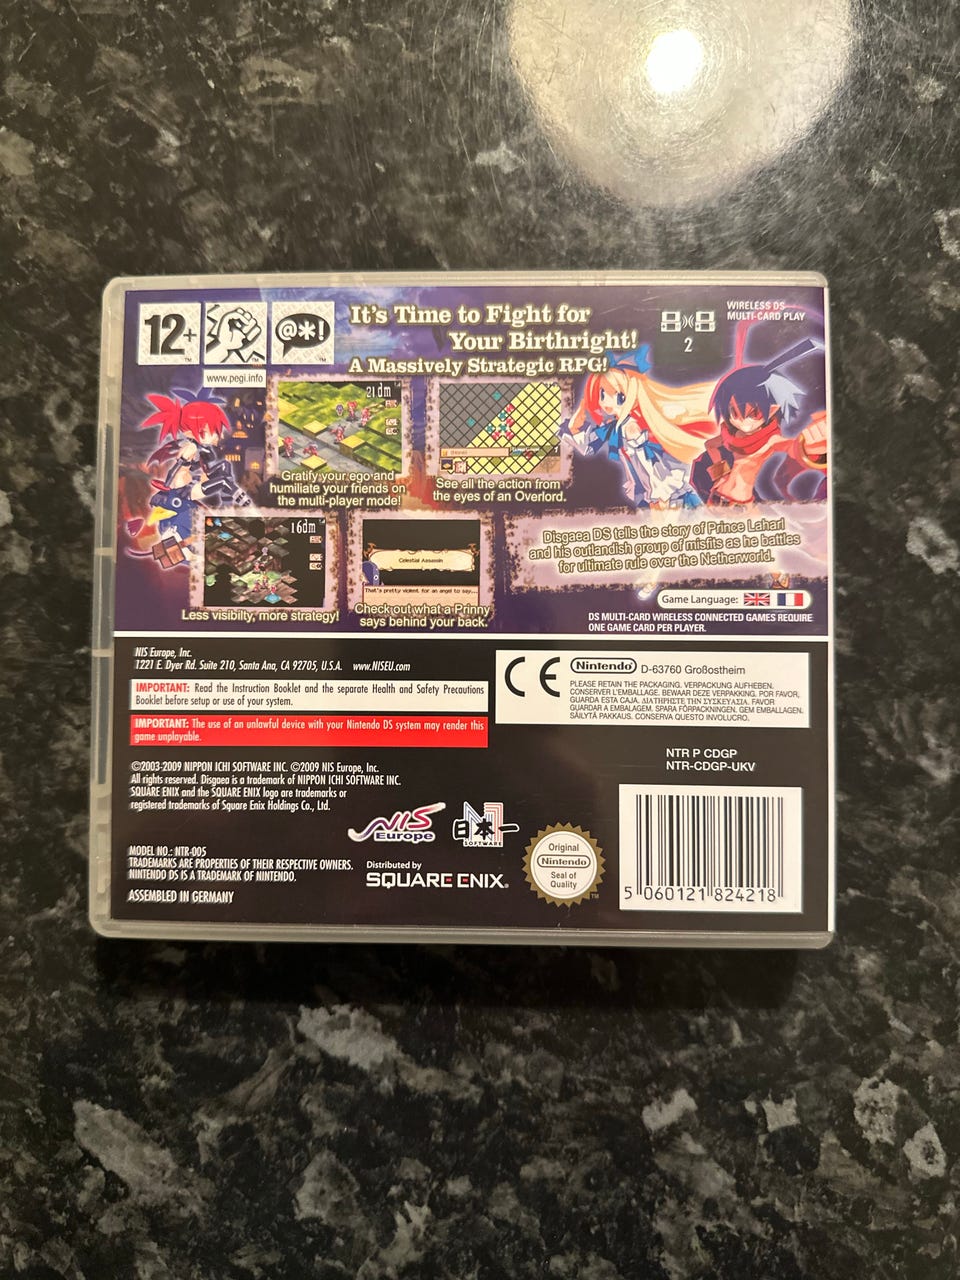 12+
@*!
www.pegi.info
It's Time to Fight for
Your Birthright!
A Massively Strategic RPG!
2
WIRELESS DS
MULTI-CARD PLAY
21dm
Gratify your ego and
humiliate your friends on
the multi-player mode!
See all the action from
the eyes of an Overlord.
16dm
Less visibilty, more strategy!
Celestial Assassin
That's pretty violent for an angel to say...
Check out what a Prinny
says behind your back.
Disgaea DS tells the story of Prince Laharl
and his outlandish group of misfits as he battles
for ultimate rule over the Netherworld.
Game Language:
DS MULTI-CARD WIRELESS CONNECTED GAMES REQUIRE
ONE GAME CARD PER PLAYER.
NIS Europe, Inc.
1221 E. Dyer Rd. Suite 210, Santa Ana, CA 92705, U.S.A. www.NISEU.com
IMPORTANT: Read the Instruction Booklet and the separate Health and Safety Precautions
Booklet before setup or use of your system.
IMPORTANT: The use of an unlawful device with your Nintendo DS system may render this
game unplayable.
CE
Nintendo D-63760 Großostheim
PLEASE RETAIN THE PACKAGING. VERPACKUNG AUFHEBEN.
CONSERVER L'EMBALLAGE. BEWAAR DEZE VERPAKKING. POR FAVOR,
GUARDA ESTA CAJA. ΔΙΑΤΗΡΗΣΤΕ ΤΗΝ ΣΥΣΚΕΥΑΣΙΑ. FAVOR
GUARDAR A EMBALAGEM. SPARA FÖRPACKNINGEN. GEM EMBALLAGEN.
SÄILYTÄ PAKKAUS. CONSERVA QUESTO INVOLUCRO.
NTR P CDGP
NTR-CDGP-UKV
©2003-2009 NIPPON ICHI SOFTWARE INC. ©2009 NIS Europe, Inc.
All rights reserved. Disgaea is a trademark of NIPPON ICHI SOFTWARE INC.
SQUARE ENIX and the SQUARE ENIX logo are trademarks or
registered trademarks of Square Enix Holdings Co., Ltd.
NIS
Europe
日本一
SOFTWARE
MODEL NO.: NTR-005
TRADEMARKS ARE PROPERTIES OF THEIR RESPECTIVE OWNERS.
NINTENDO DS IS A TRADEMARK OF NINTENDO.
ASSEMBLED IN GERMANY
Distributed by
SQUARE ENIX®
Original
Nintendo
Seal of
Quality
TM
5 060121 824218